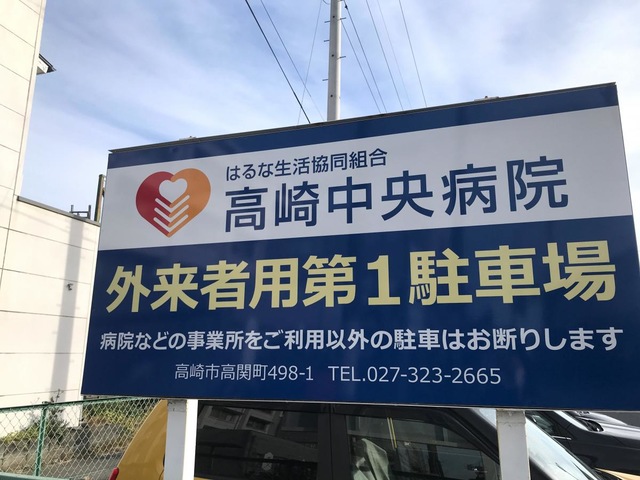 はるな生活協同組合
高崎中央病院
外来者用第1駐車場
病院などの事業所をご利用以外の駐車はお断りします
高崎市高関町498-1 TEL.027-323-2665